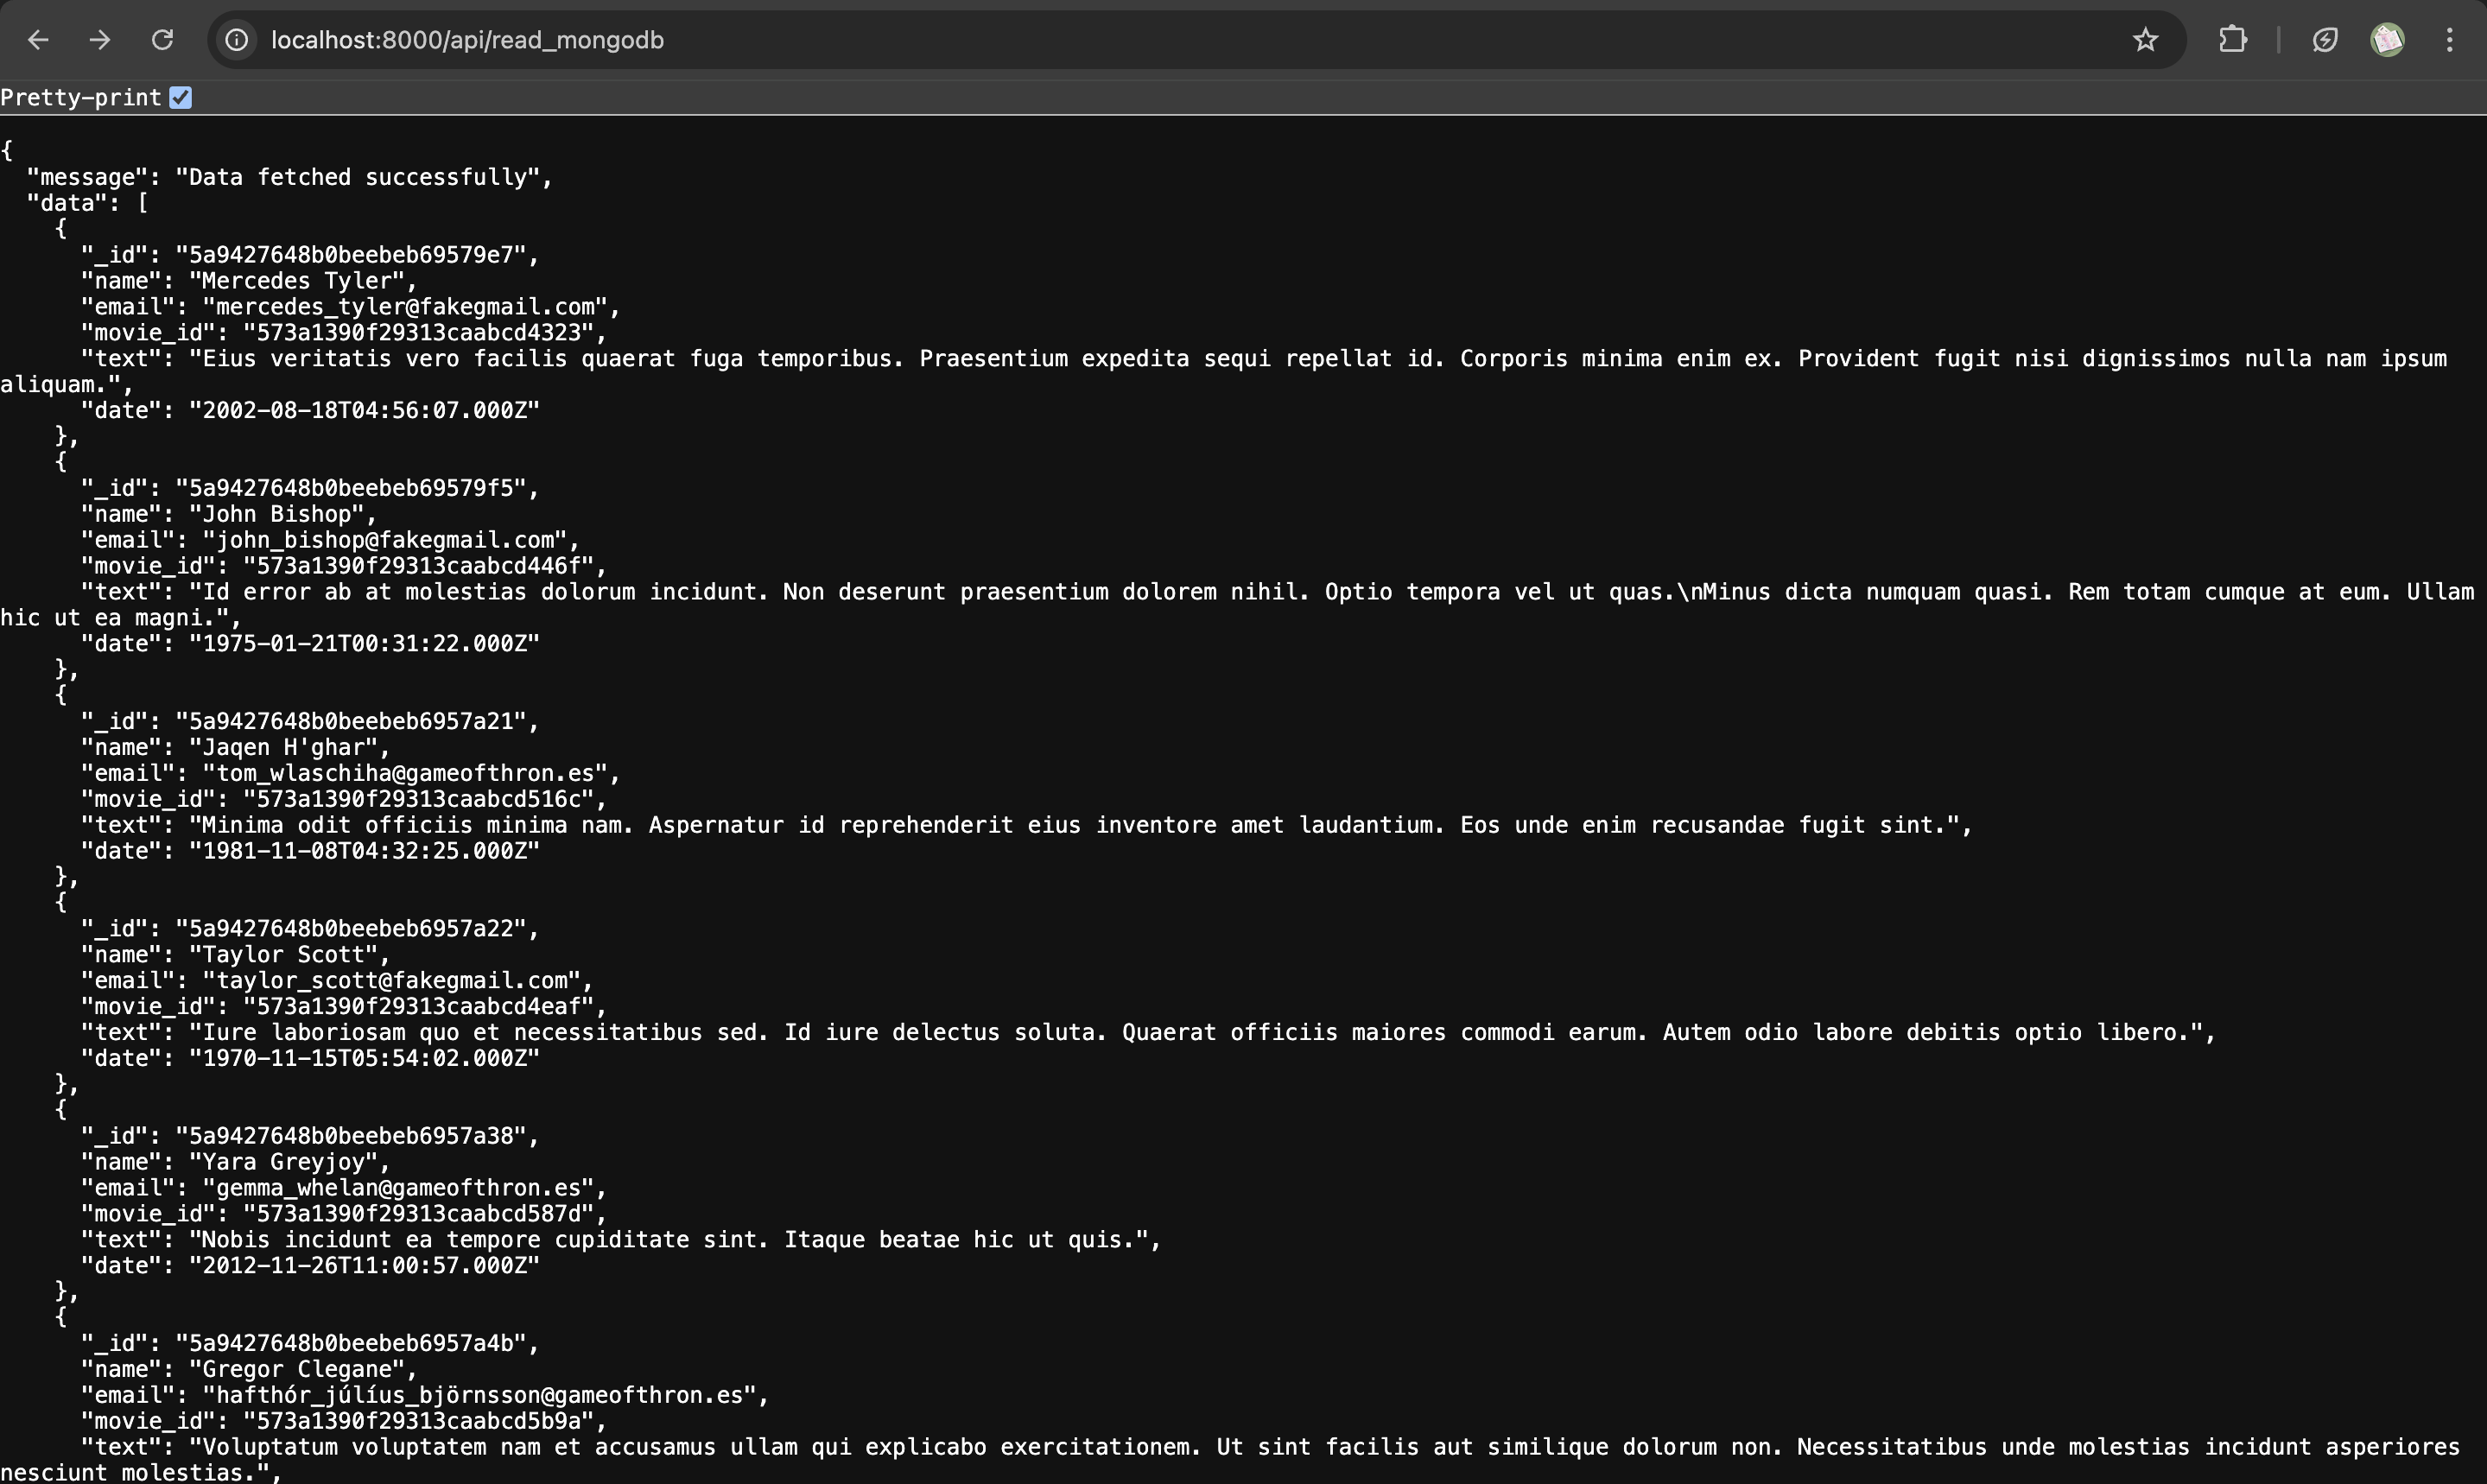 localhost:8000/api/read_mongodb
Pretty-print
{
  "message": "Data fetched successfully",
  "data": [
    {
      "_id": "5a9427648b0beebeb69579e7",
      "name": "Mercedes Tyler",
      "email": "mercedes_tyler@fakegmail.com",
      "movie_id": "573a1390f29313caabcd4323",
      "text": "Eius veritatis vero facilis quaerat fuga temporibus. Praesentium expedita sequi repellat id. Corporis minima enim ex. Provident fugit nisi dignissimos nulla nam ipsum
aliquam.",
      "date": "2002-08-18T04:56:07.000Z"
    },
    {
      "_id": "5a9427648b0beebeb69579f5",
      "name": "John Bishop",
      "email": "john_bishop@fakegmail.com",
      "movie_id": "573a1390f29313caabcd446f",
      "text": "Id error ab at molestias dolorum incidunt. Non deserunt praesentium dolorem nihil. Optio tempora vel ut quas.\nMinus dicta numquam quasi. Rem totam cumque at eum. Ullam
hic ut ea magni.",
      "date": "1975-01-21T00:31:22.000Z"
    },
    {
      "_id": "5a9427648b0beebeb6957a21",
      "name": "Jaqen H'ghar",
      "email": "tom_wlaschiha@gameofthron.es",
      "movie_id": "573a1390f29313caabcd516c",
      "text": "Minima odit officiis minima nam. Aspernatur id reprehenderit eius inventore amet laudantium. Eos unde enim recusandae fugit sint.",
      "date": "1981-11-08T04:32:25.000Z"
    },
    {
      "_id": "5a9427648b0beebeb6957a22",
      "name": "Taylor Scott",
      "email": "taylor_scott@fakegmail.com",
      "movie_id": "573a1390f29313caabcd4eaf",
      "text": "Iure laboriosam quo et necessitatibus sed. Id iure delectus soluta. Quaerat officiis maiores commodi earum. Autem odio labore debitis optio libero.",
      "date": "1970-11-15T05:54:02.000Z"
    },
    {
      "_id": "5a9427648b0beebeb6957a38",
      "name": "Yara Greyjoy",
      "email": "gemma_whelan@gameofthron.es",
      "movie_id": "573a1390f29313caabcd587d",
      "text": "Nobis incidunt ea tempore cupiditate sint. Itaque beatae hic ut quis.",
      "date": "2012-11-26T11:00:57.000Z"
    },
    {
      "_id": "5a9427648b0beebeb6957a4b",
      "name": "Gregor Clegane",
      "email": "hafthór_júlíus_björnsson@gameofthron.es",
      "movie_id": "573a1390f29313caabcd5b9a",
      "text": "Voluptatum voluptatem nam et accusamus ullam qui explicabo exercitationem. Ut sint facilis aut similique dolorum non. Necessitatibus unde molestias incidunt asperiores
nesciunt molestias.",